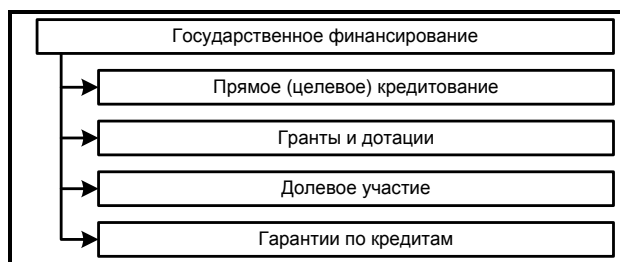 Государственное финансирование
Прямое (целевое) кредитование
Гранты и дотации
Долевое участие
Гарантии по кредитам